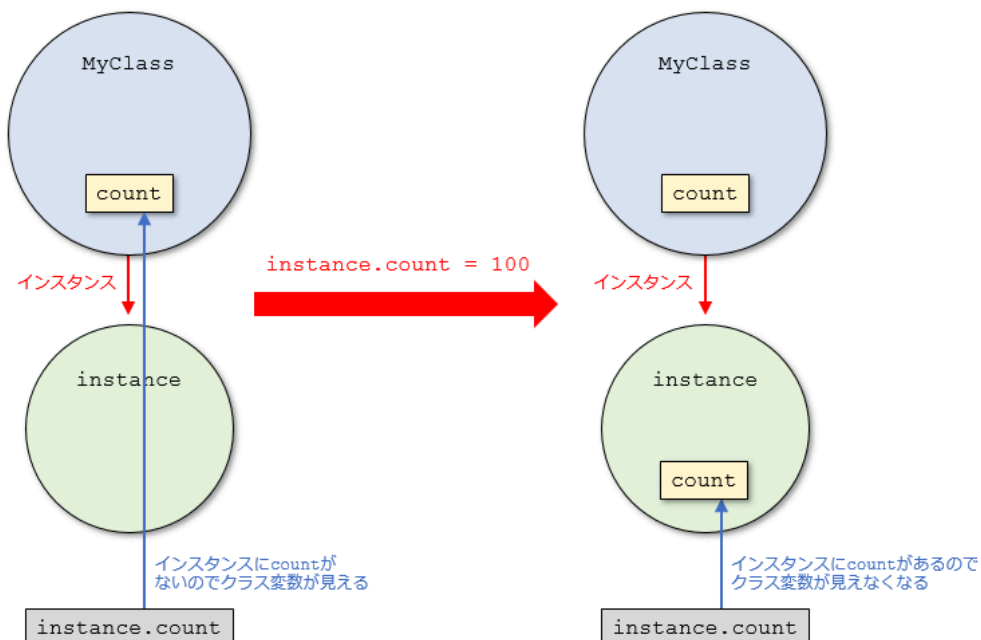 MyClass
count
インスタンス
instance
インスタンスにcountが
ないのでクラス変数が見える
instance.count
instance.count = 100
MyClass
count
インスタンス
instance
count
インスタンスにcountがあるので
クラス変数が見えなくなる
instance.count